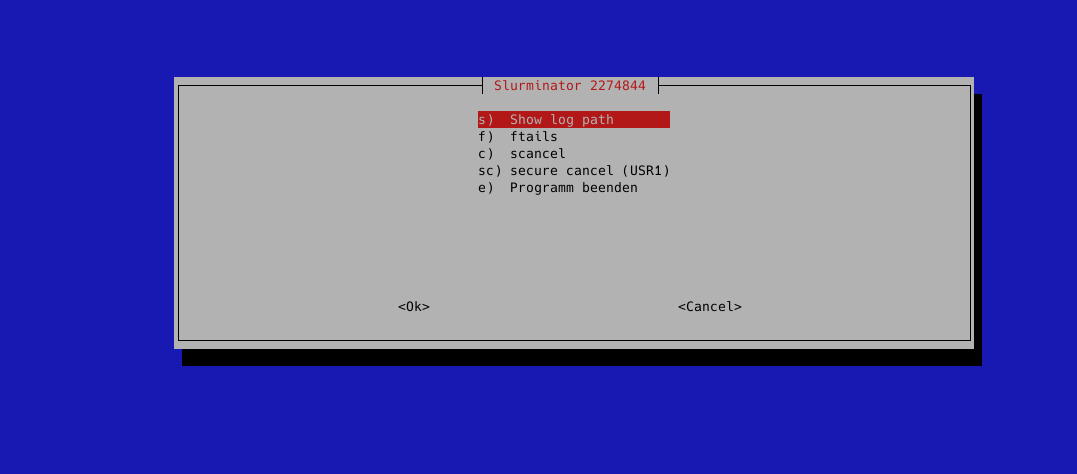 Slurminator 2274844
s) Show log path
f) ftails
c) scancel
sc) secure cancel (USR1)
e) Programm beenden
<Ok> <Cancel>